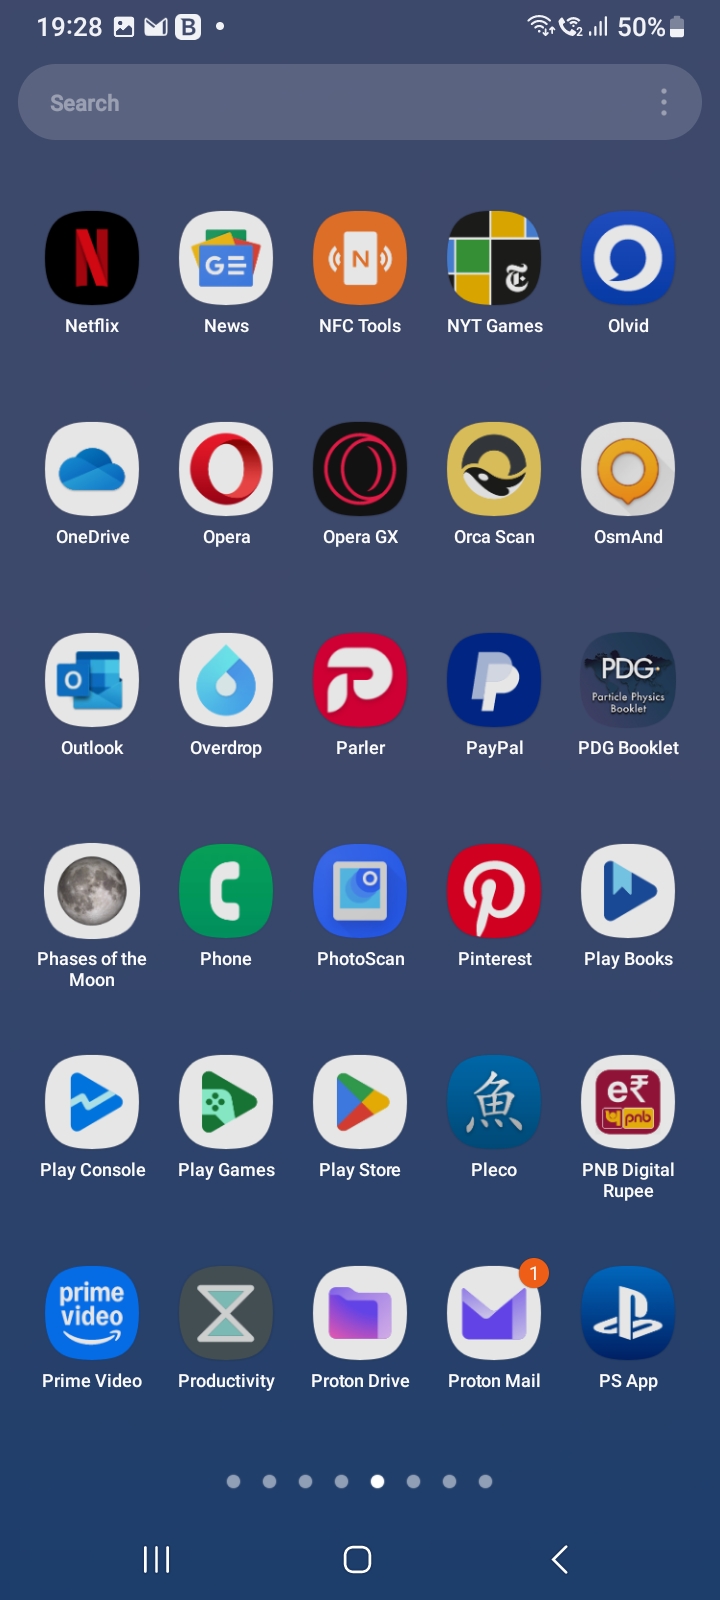 19:28 B 50%
Search
N
GE
N
Netflix News NFC Tools NYT Games Olvid
OneDrive Opera Opera GX Orca Scan OsmAnd
O
PDG
Particle Physics
Booklet
Outlook Overdrop Parler PayPal PDG Booklet
Phases of the Phone PhotoScan Pinterest Play Books
Moon
魚
e₹
pnb
Play Console Play Games Play Store Pleco PNB Digital
Rupee
1
prime
video
Prime Video Productivity Proton Drive Proton Mail PS App